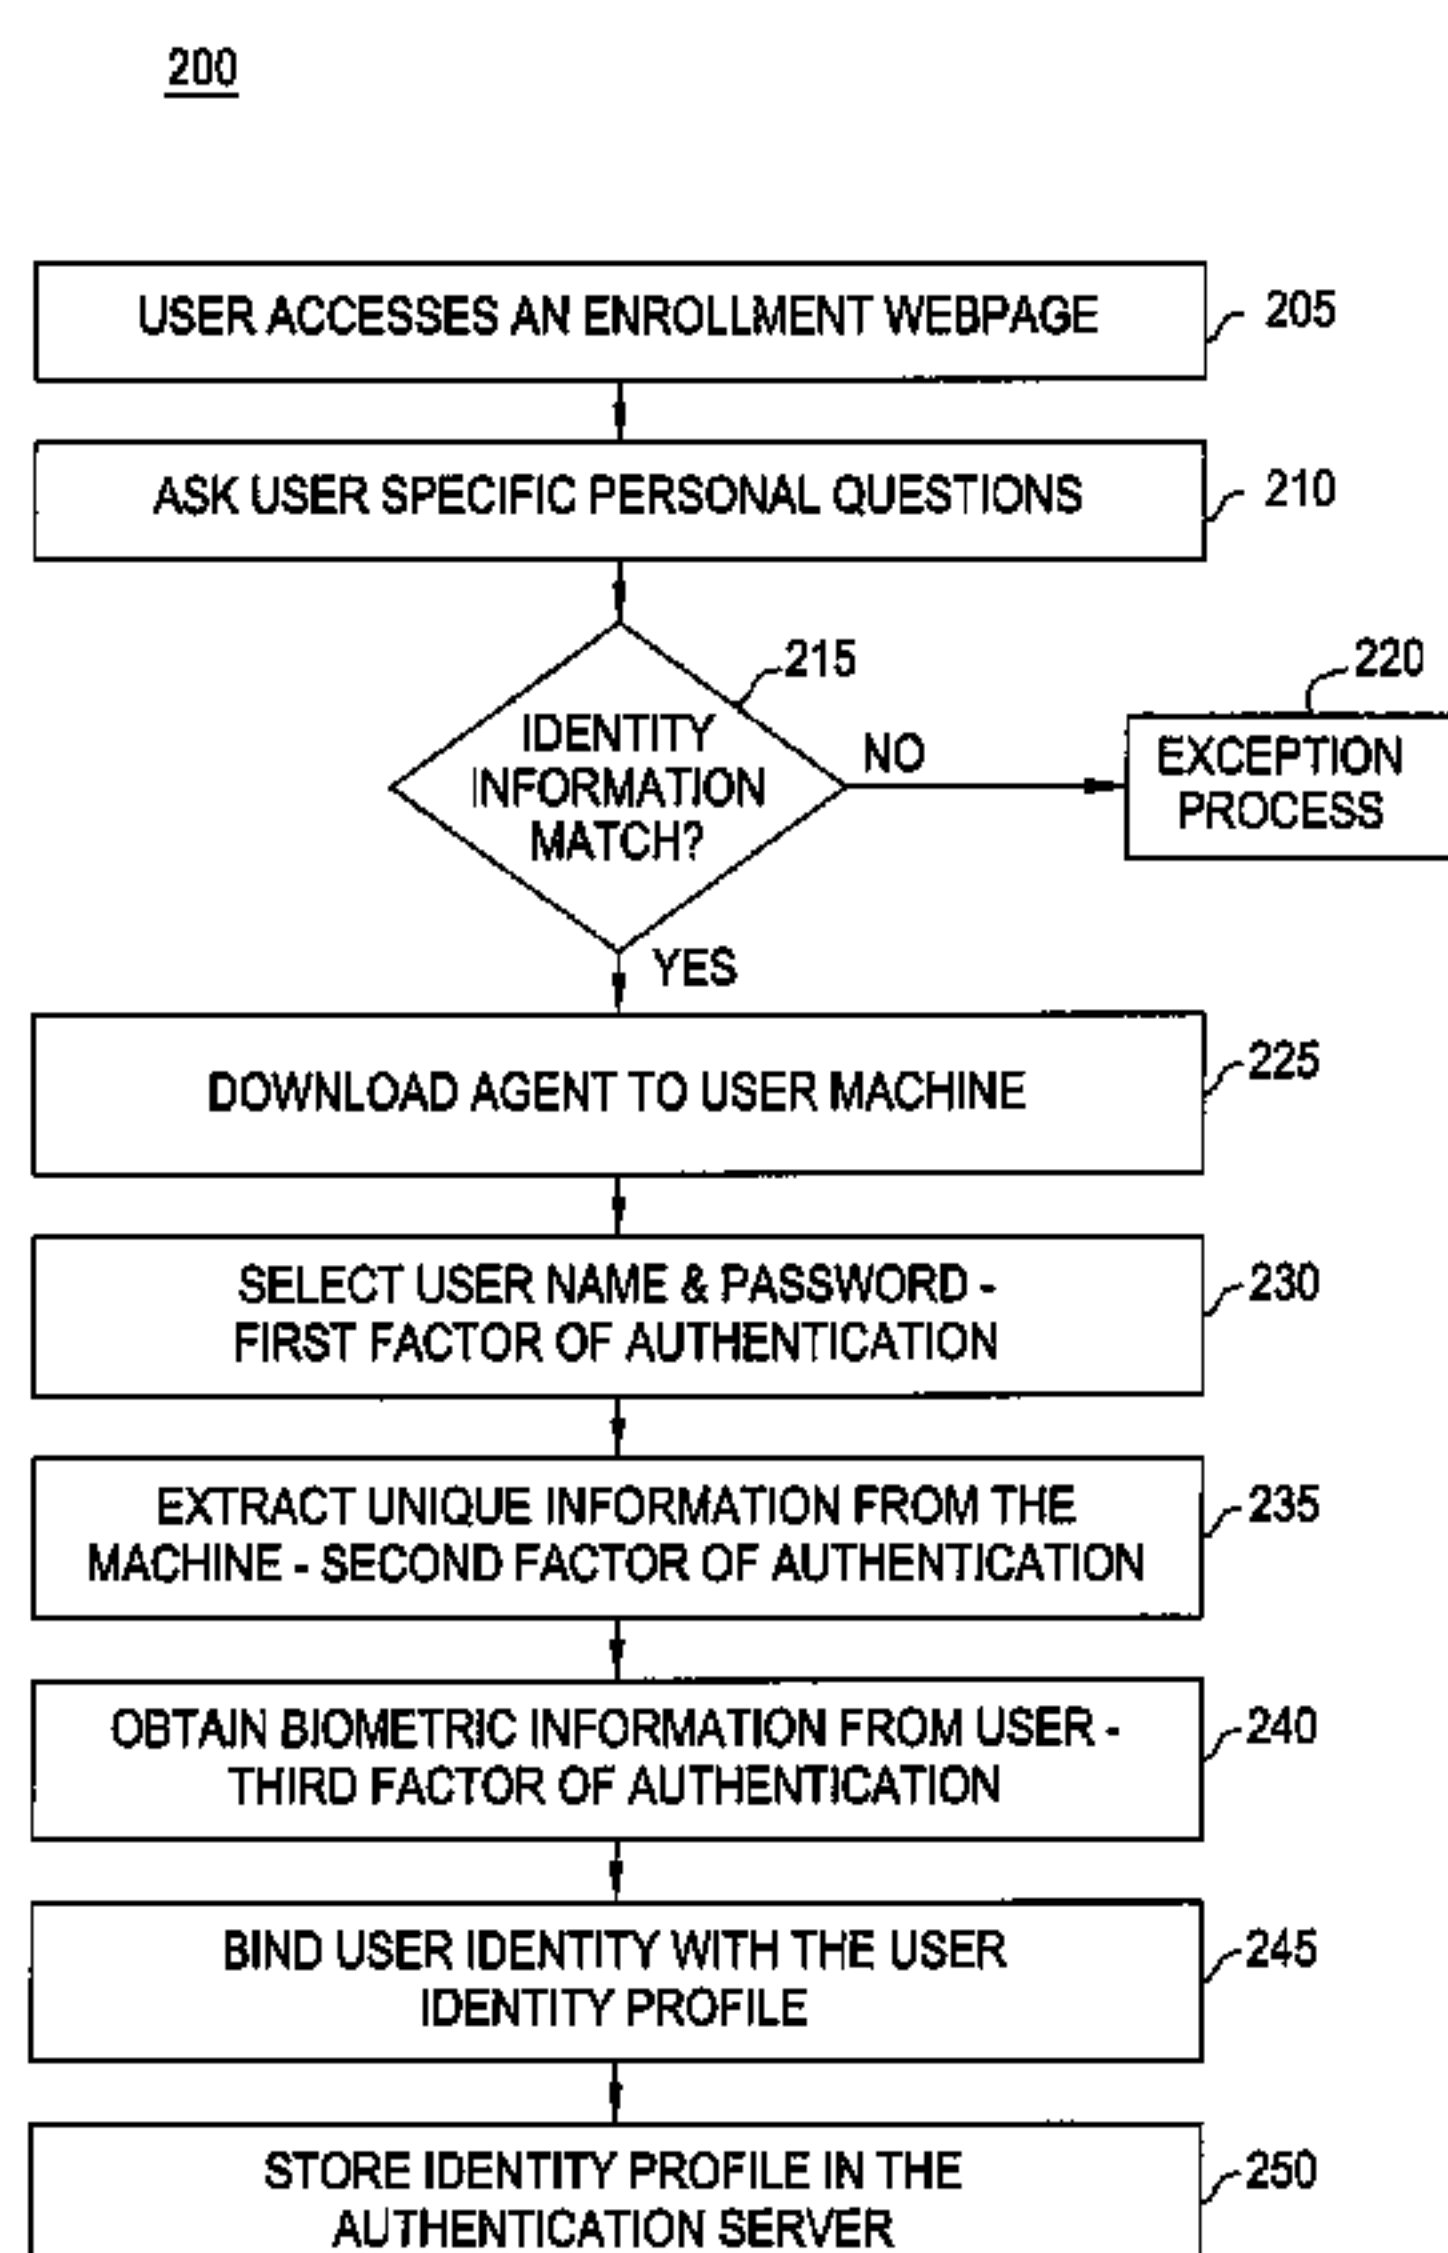 200
USER ACCESSES AN ENROLLMENT WEBPAGE
205
ASK USER SPECIFIC PERSONAL QUESTIONS
210
215
220
IDENTITY
INFORMATION
MATCH?
NO
EXCEPTION
PROCESS
YES
DOWNLOAD AGENT TO USER MACHINE
225
SELECT USER NAME & PASSWORD -
FIRST FACTOR OF AUTHENTICATION
230
EXTRACT UNIQUE INFORMATION FROM THE
MACHINE - SECOND FACTOR OF AUTHENTICATION
235
OBTAIN BIOMETRIC INFORMATION FROM USER -
THIRD FACTOR OF AUTHENTICATION
240
BIND USER IDENTITY WITH THE USER
IDENTITY PROFILE
245
STORE IDENTITY PROFILE IN THE
AUTHENTICATION SERVER
250